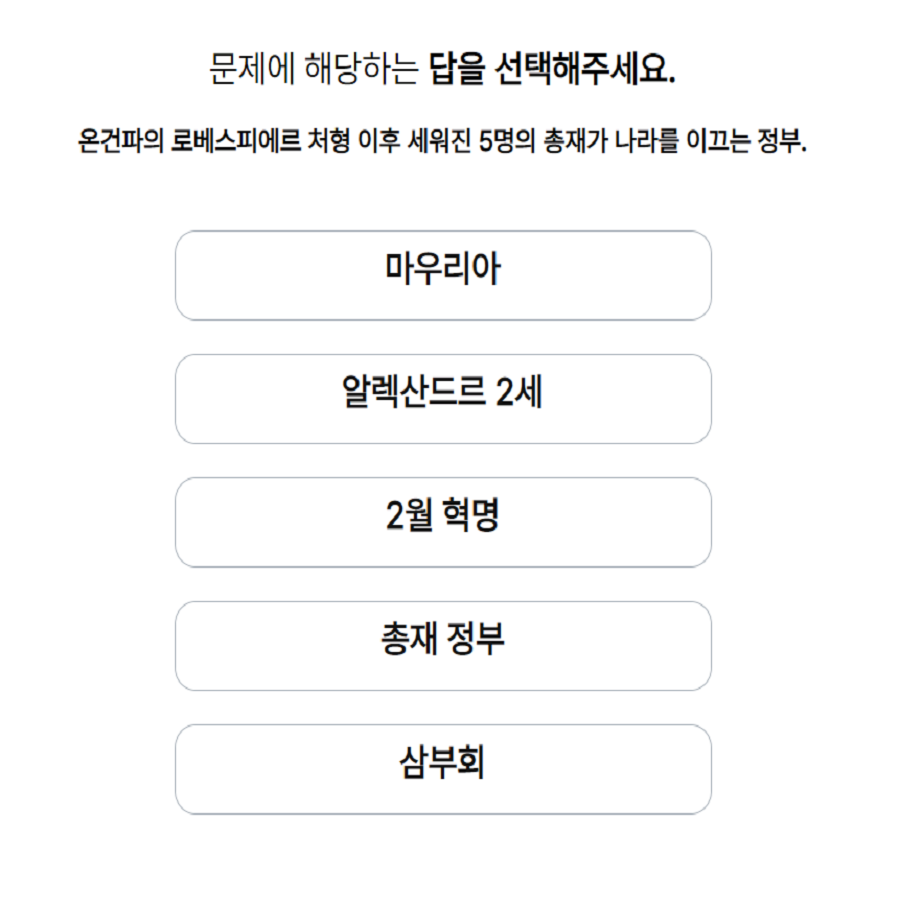 문제에 해당하는 답을 선택해주세요.
온건파의 로베스피에르 처형 이후 세워진 5명의 총재가 나라를 이끄는 정부.
마우리아
알렉산드르 2세
2월 혁명
총재 정부
삼부회